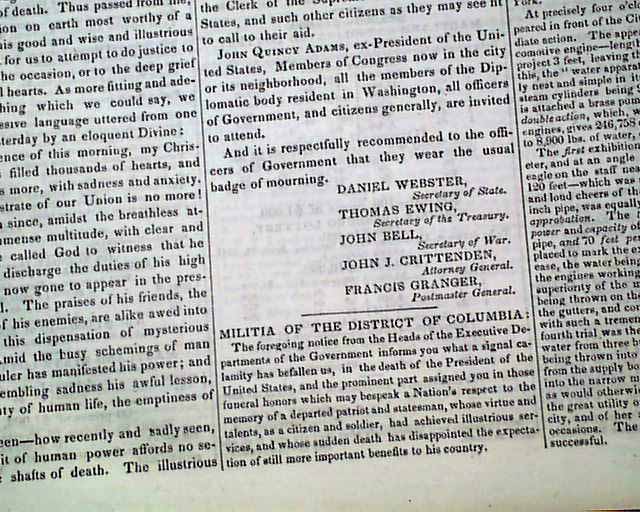 of death. Thus passed from
on on earth most worthy of a
is good and wise and illustrious
for us to attempt to do justice to
he occasion, or to the deep grief
l hearts. As more fitting and ade-
hing which we could say, we
essive language uttered from one
sterday by an eloquent Divine:
ence of this morning, my Chris-
filled thousands of hearts, and
s more, with sadness and anxiety.
strate of our Union is no more!
since, amidst the breathless at-
mense multitude, with clear and
called God to witness that he
discharge the duties of his high
now gone to appear in the pres-
l. The praises of his friends, the
f his enemies, are alike awed into
this dispensation of mysterious
mid the busy schemings of man
uler has manifested his power; and
embling sadness his awful lesson,
ity of human life, the emptiness of
een—how recently and sadly seen,
it of human power affords no se-
shafts of death. The illustrious
the Clerk of the
States, and such other citizens as they may see fit
to call to their aid.
JOHN QUINCY ADAMS, ex-President of the Uni-
ted States, Members of Congress now in the city
or its neighborhood, all the members of the Dip-
lomatic body resident in Washington, all officers
of Government, and citizens generally, are invited
to attend.
And it is respectfully recommended to the offi-
cers of Government that they wear the usual
badge of mourning.
DANIEL WEBSTER,
Secretary of State.
THOMAS EWING,
Secretary of the Treasury.
JOHN BELL,
Secretary of War.
JOHN J. CRITTENDEN,
Attorney General.
FRANCIS GRANGER,
Postmaster General.
MILITIA OF THE DISTRICT OF COLUMBIA:
The foregoing notice from the Heads of the Executive De-
partments of the Government informs you what a signal ca-
lamity has befallen us, in the death of the President of the
United States, and the prominent part assigned you in those
funeral honors which may bespeak a Nation's respect to the
memory of a departed patriot and statesman, whose virtue and
talents, as a citizen and soldier, had achieved illustrious ser-
vices, and whose sudden death has disappointed the expecta-
tion of still more important benefits to his country.
York.
At precisely four o'cl
peared in front of the C
diate action. The appe
comotive engine—lengt
project 3 feet, leaving
this, the "water apparat
ly neat and simple in
steam cylinders being
is attached a brass pu
double action, which, w
engines, gives 246,758
to 8,900 lbs. of water,
The first exhibition
eter, and at an angle
eagle on the staff nea
120 feet—which was
and loud cheers of th
inch pipe, was equally
approbation. The
power and capacity of
pipe, and 70 feet per
placed to mark the ex
ease, the water being
the engines working
superiority of the m
being thrown on the
the gutters, and co
with such a tremen
fourth trial was the
water from three bu
being thrown into
from the supply bo
into the narrow m
as would otherwi
the great utility o
city, and of her
occasions. The
successful.